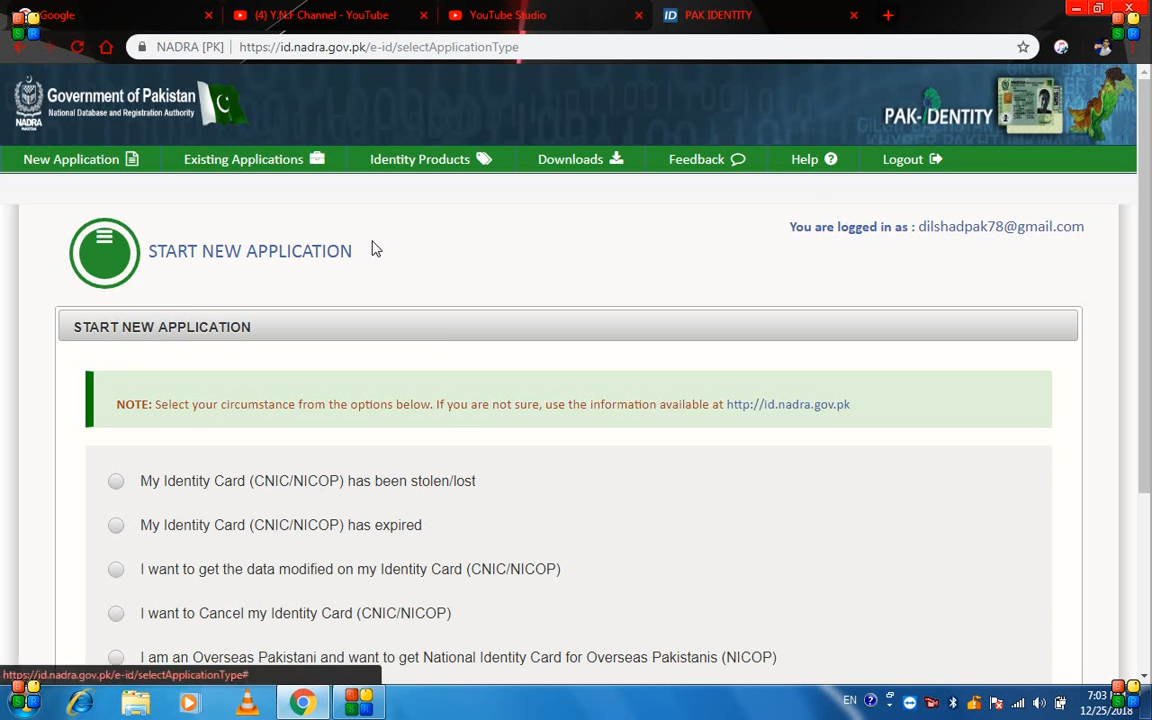 Google
(4) Y.N.F Channel - YouTube
YouTube Studio
ID PAK IDENTITY
NADRA [PK] | https://id.nadra.gov.pk/e-id/selectApplicationType
Government of Pakistan
National Database and Registration Authority
NADRA
PAK-IDENTITY
New Application
Existing Applications
Identity Products
Downloads
Feedback
Help
Logout
You are logged in as : dilshadpak78@gmail.com
START NEW APPLICATION
START NEW APPLICATION
NOTE: Select your circumstance from the options below. If you are not sure, use the information available at http://id.nadra.gov.pk
My Identity Card (CNIC/NICOP) has been stolen/lost
My Identity Card (CNIC/NICOP) has expired
I want to get the data modified on my Identity Card (CNIC/NICOP)
I want to Cancel my Identity Card (CNIC/NICOP)
I am an Overseas Pakistani and want to get National Identity Card for Overseas Pakistanis (NICOP)
https://id.nadra.gov.pk/e-id/selectApplicationType#
EN
7:03
12/25/2018